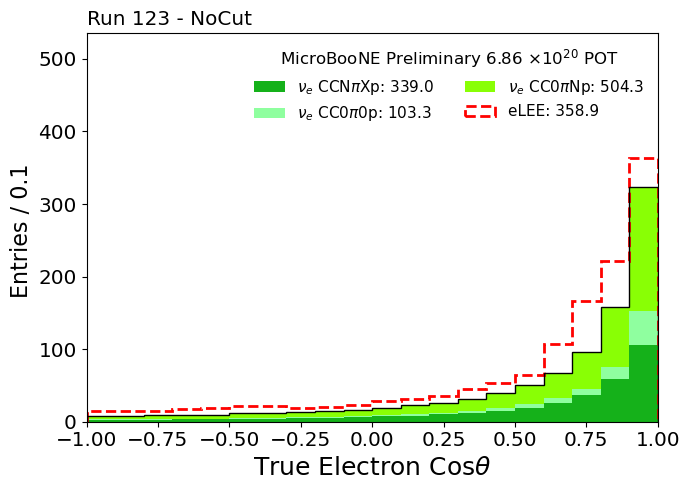 Run 123 - NoCut
MicroBooNE Preliminary 6.86 ×10²⁰ POT
νₑ CCNπXp: 339.0
νₑ CC0π0p: 103.3
νₑ CC0πNp: 504.3
eLEE: 358.9
Entries / 0.1
500
400
300
200
100
0
−1.00 −0.75 −0.50 −0.25 0.00 0.25 0.50 0.75 1.00
True Electron Cosθ